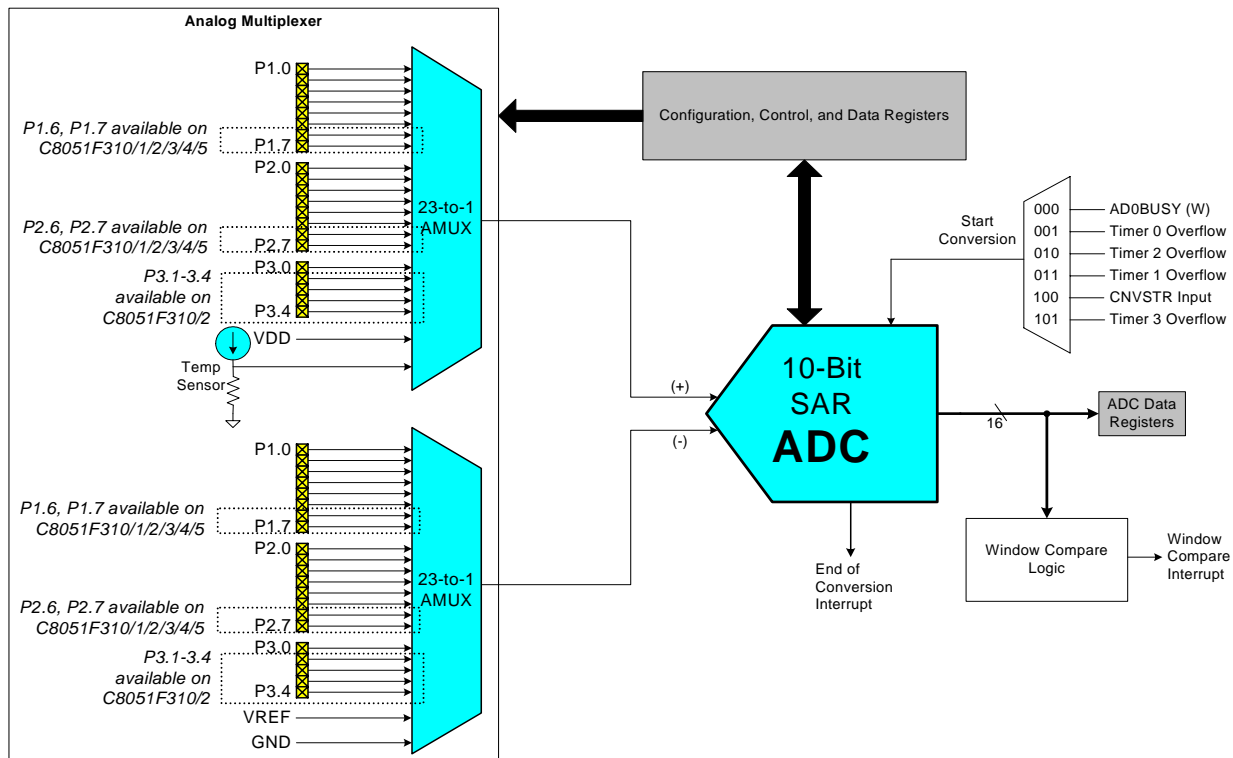 Analog Multiplexer
P1.0
P1.6, P1.7 available on
C8051F310/1/2/3/4/5
P1.7
P2.0
P2.6, P2.7 available on
C8051F310/1/2/3/4/5
P2.7
P3.0
P3.1-3.4
available on
C8051F310/2
P3.4
VDD
Temp
Sensor
23-to-1
AMUX
P1.0
P1.6, P1.7 available on
C8051F310/1/2/3/4/5
P1.7
P2.0
P2.6, P2.7 available on
C8051F310/1/2/3/4/5
P2.7
P3.0
P3.1-3.4
available on
C8051F310/2
P3.4
VREF
GND
23-to-1
AMUX
Configuration, Control, and Data Registers
Start
Conversion
000 AD0BUSY (W)
001 Timer 0 Overflow
010 Timer 2 Overflow
011 Timer 1 Overflow
100 CNVSTR Input
101 Timer 3 Overflow
(+)
(-)
10-Bit
SAR
ADC
16
ADC Data
Registers
End of
Conversion
Interrupt
Window Compare
Logic
Window
Compare
Interrupt